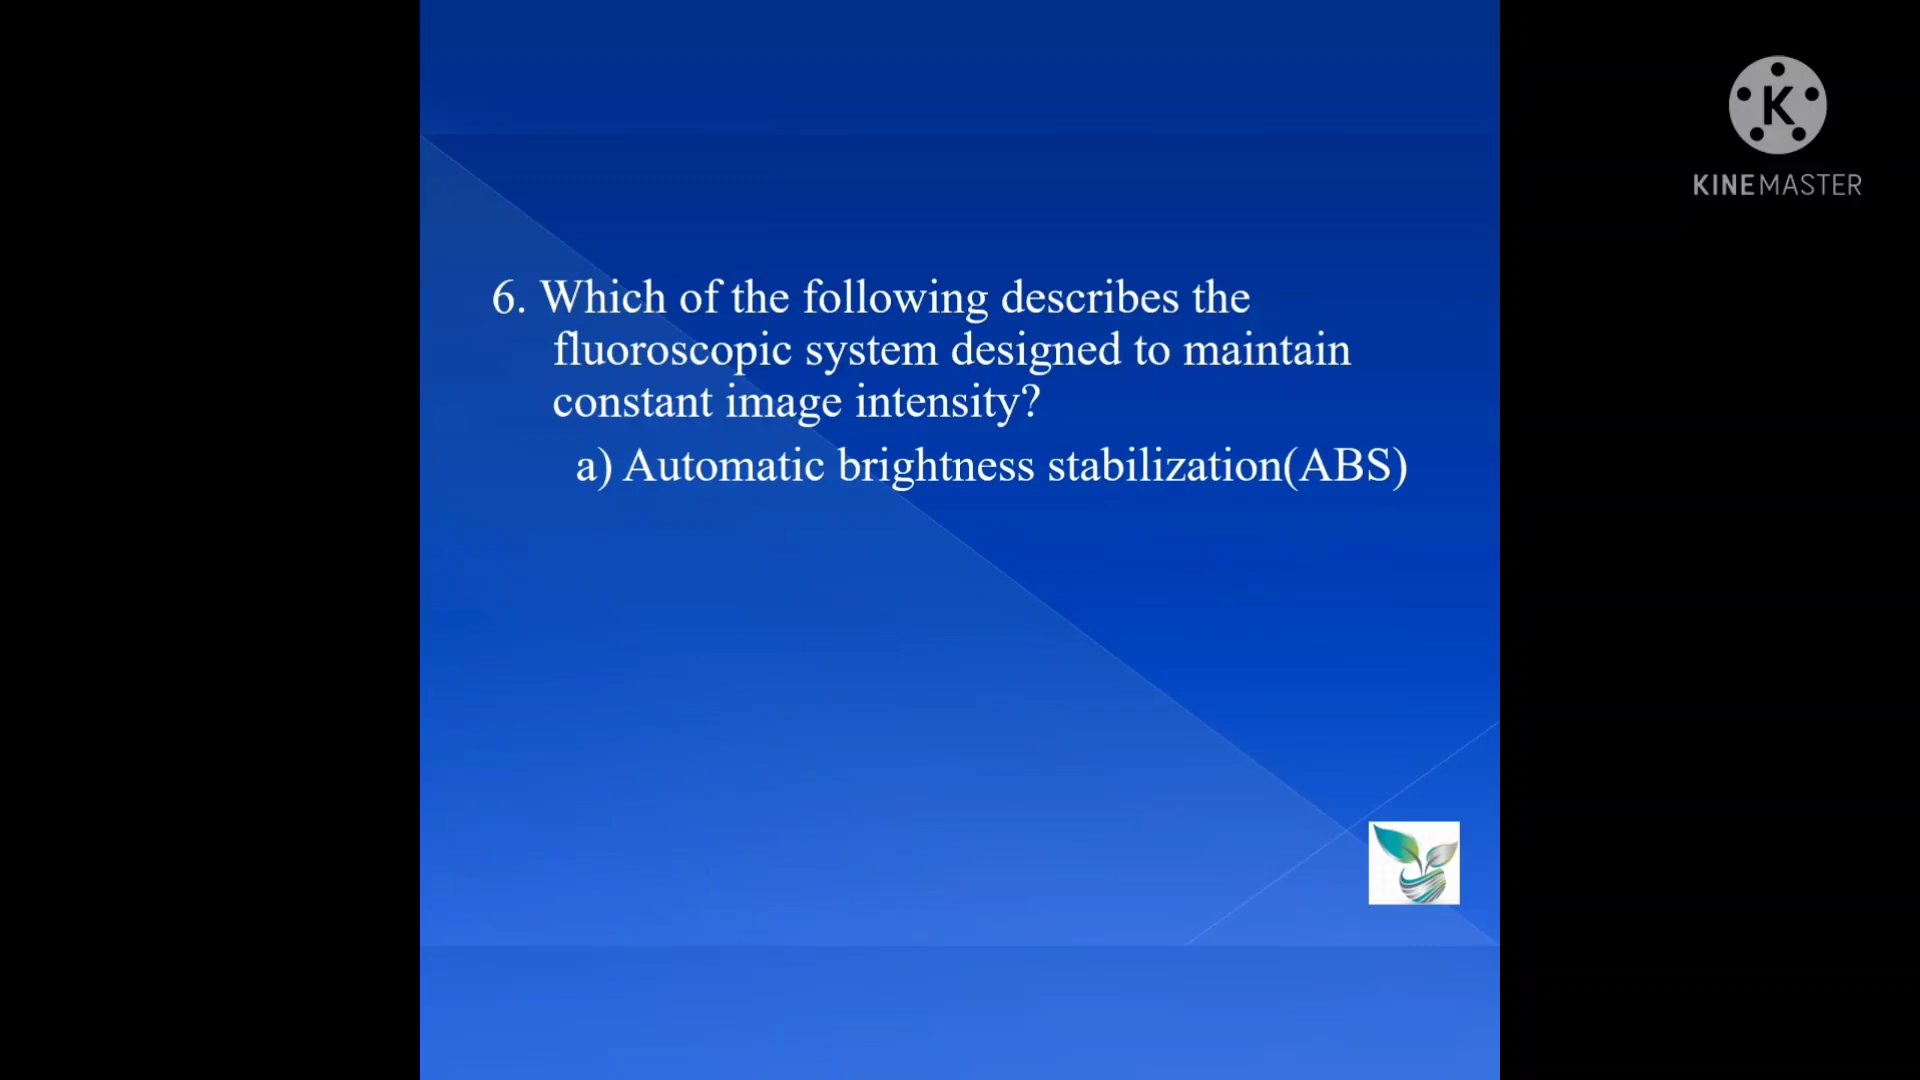 K
KINEMASTER
6. Which of the following describes the
fluoroscopic system designed to maintain
constant image intensity?
a) Automatic brightness stabilization(ABS)